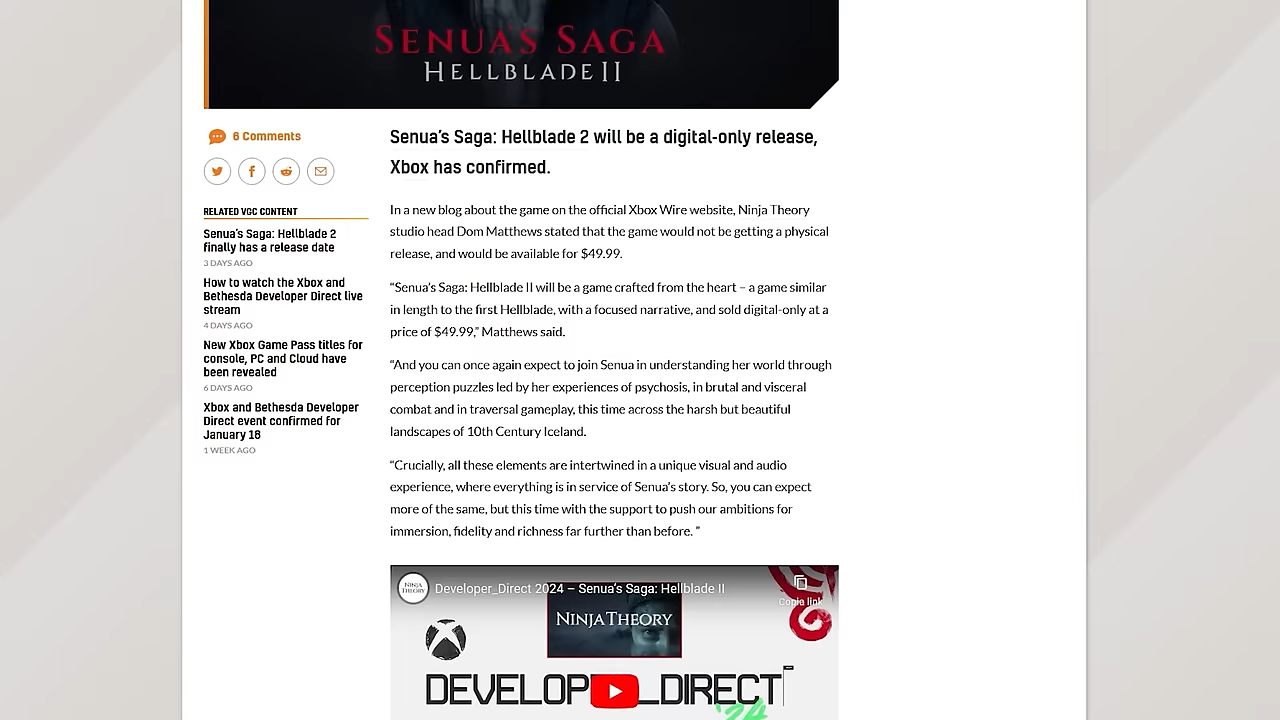 SENUA'S SAGA
HELLBLADE II
6 Comments
RELATED VGC CONTENT
Senua's Saga: Hellblade 2
finally has a release date
3 DAYS AGO
How to watch the Xbox and
Bethesda Developer Direct live
stream
4 DAYS AGO
New Xbox Game Pass titles for
console, PC and Cloud have
been revealed
6 DAYS AGO
Xbox and Bethesda Developer
Direct event confirmed for
January 18
1 WEEK AGO
Senua's Saga: Hellblade 2 will be a digital-only release,
Xbox has confirmed.
In a new blog about the game on the official Xbox Wire website, Ninja Theory
studio head Dom Matthews stated that the game would not be getting a physical
release, and would be available for $49.99.
“Senua's Saga: Hellblade II will be a game crafted from the heart – a game similar
in length to the first Hellblade, with a focused narrative, and sold digital-only at a
price of $49.99,” Matthews said.
“And you can once again expect to join Senua in understanding her world through
perception puzzles led by her experiences of psychosis, in brutal and visceral
combat and in traversal gameplay, this time across the harsh but beautiful
landscapes of 10th Century Iceland.
“Crucially, all these elements are intertwined in a unique visual and audio
experience, where everything is in service of Senua's story. So, you can expect
more of the same, but this time with the support to push our ambitions for
immersion, fidelity and richness far further than before. ”
NINJA THEORY
Developer_Direct 2024 – Senua's Saga: Hellblade II
Copia link
NINJA THEORY
DEVELOP _DIRECT
'24